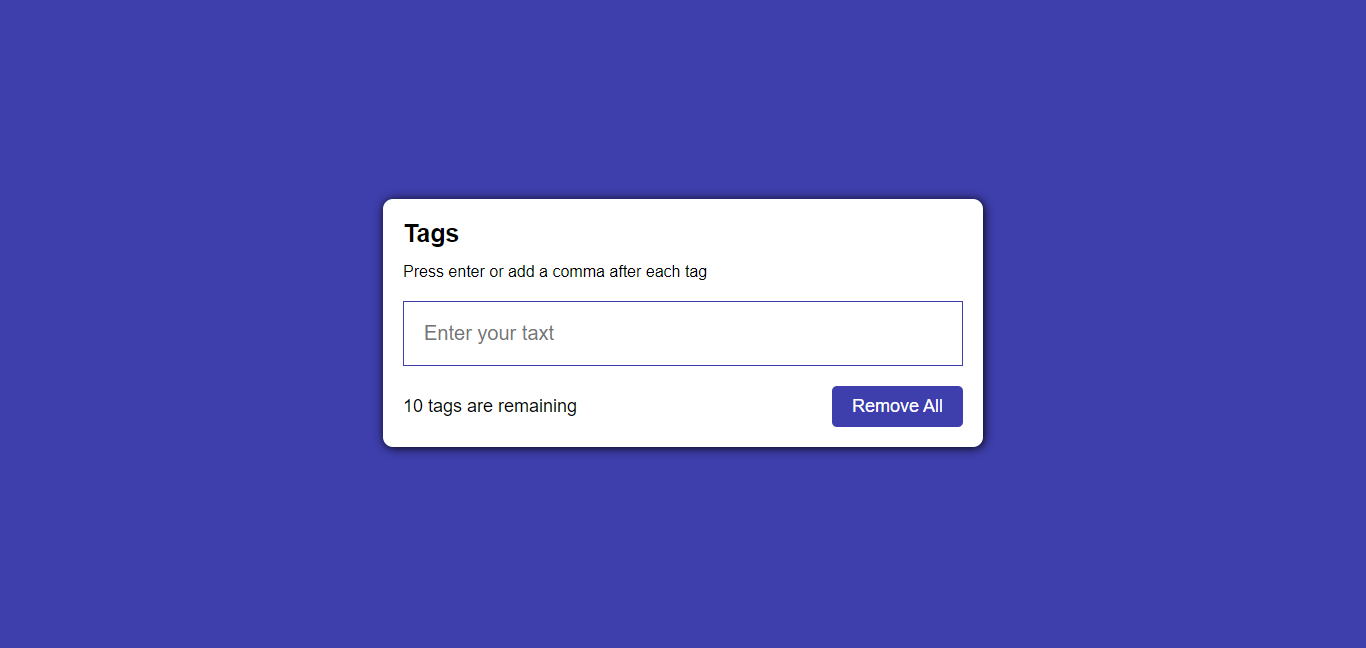 Tags
Press enter or add a comma after each tag
Enter your taxt
10 tags are remaining
Remove All